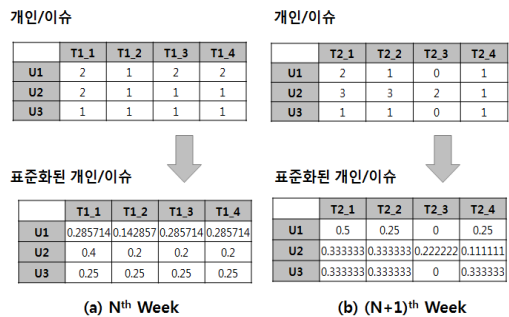 개인/이슈
T1_1 T1_2 T1_3 T1_4
U1 2 1 2 2
U2 2 1 1 1
U3 1 1 1 1
표준화된 개인/이슈
T1_1 T1_2 T1_3 T1_4
U1 0.285714 0.142857 0.285714 0.285714
U2 0.4 0.2 0.2 0.2
U3 0.25 0.25 0.25 0.25
(a) Nth Week
개인/이슈
T2_1 T2_2 T2_3 T2_4
U1 2 1 0 1
U2 3 3 2 1
U3 1 1 0 1
표준화된 개인/이슈
T2_1 T2_2 T2_3 T2_4
U1 0.5 0.25 0 0.25
U2 0.333333 0.333333 0.222222 0.111111
U3 0.333333 0.333333 0 0.333333
(b) (N+1)th Week